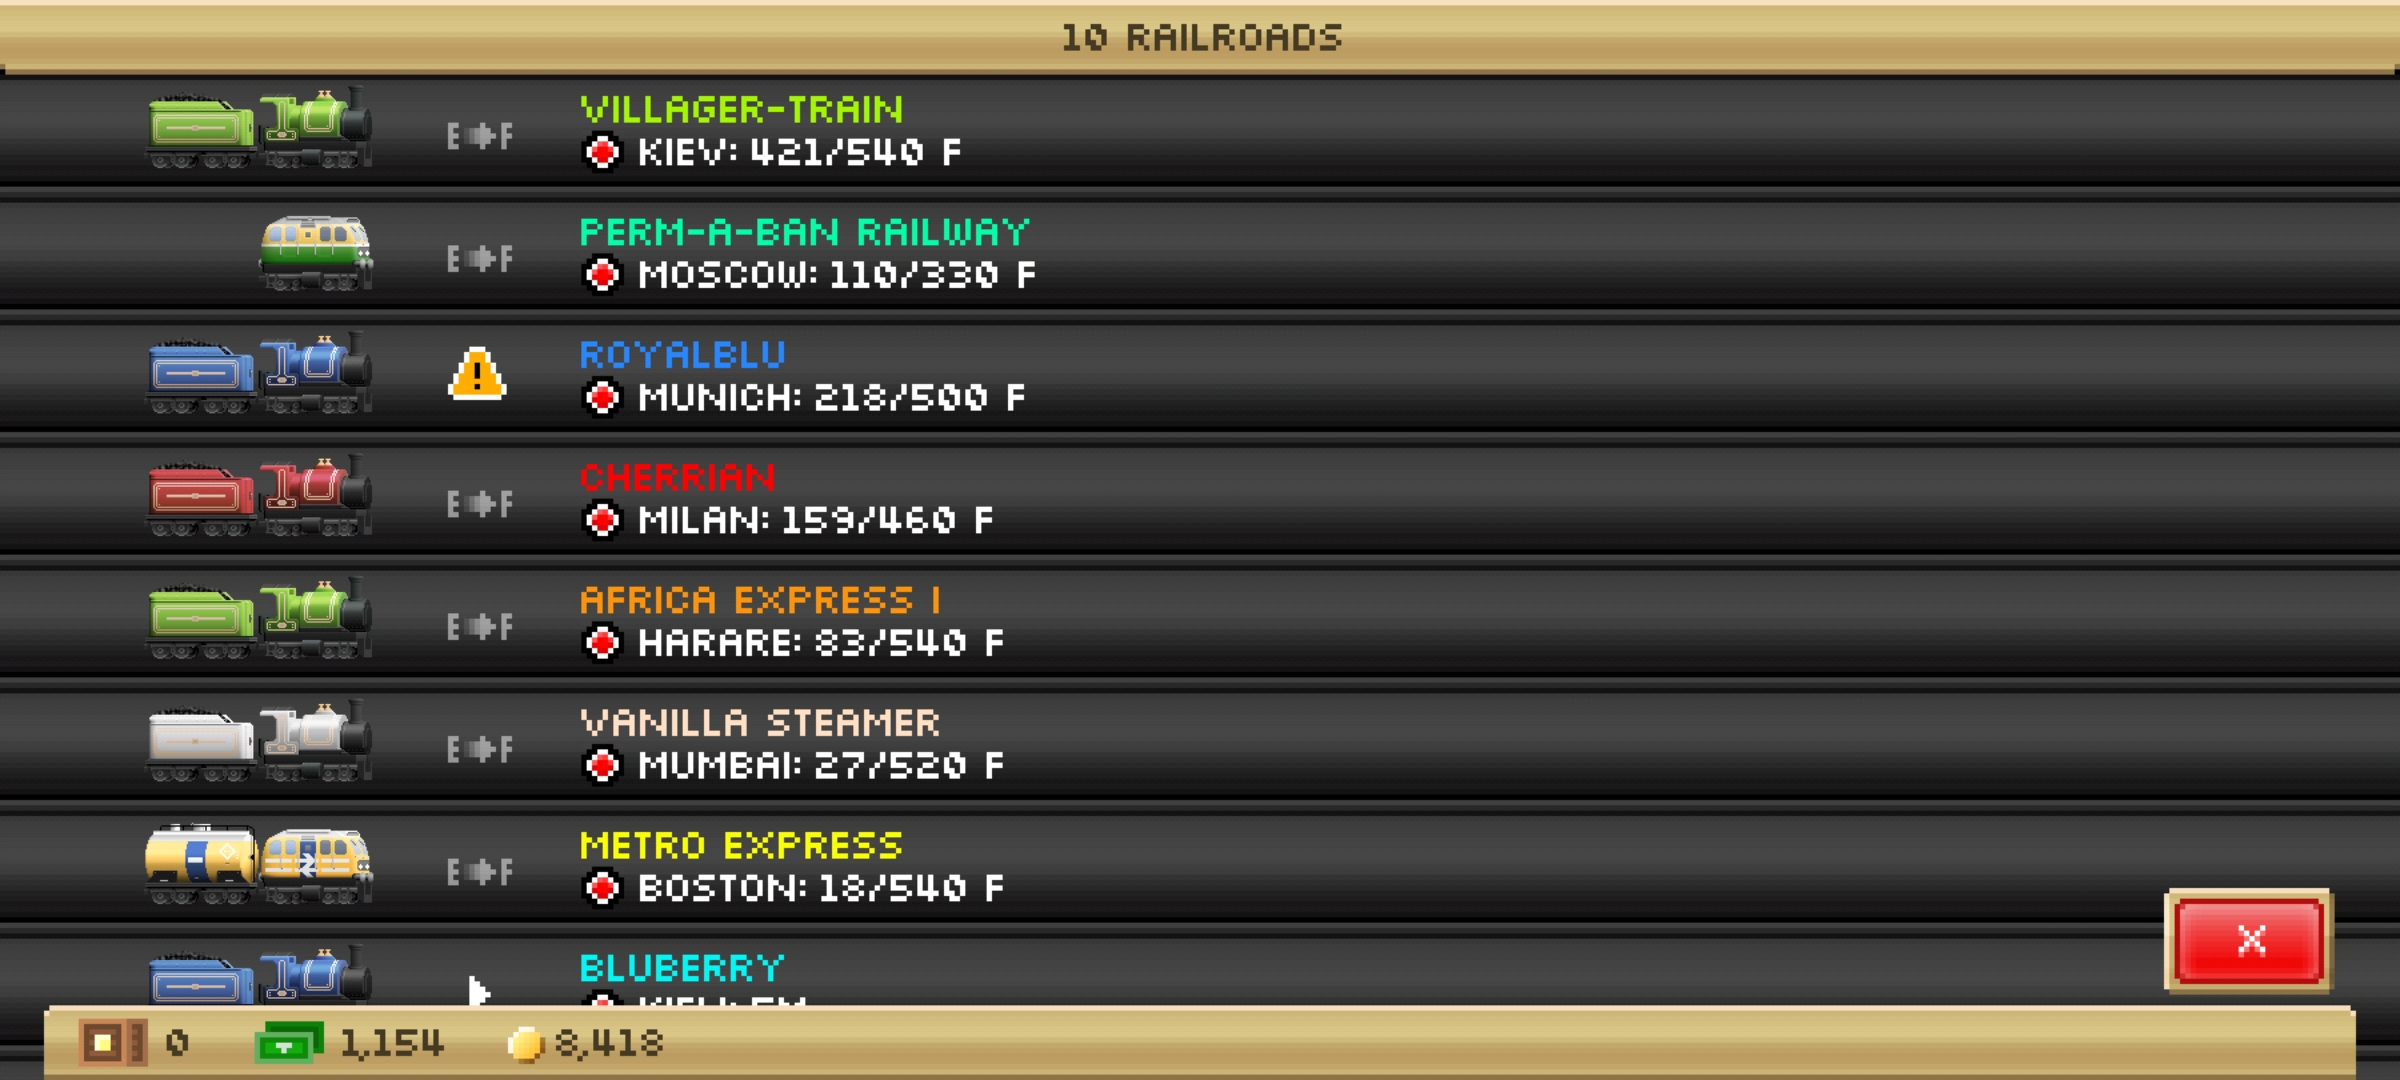 10 RAILROADS
VILLAGER-TRAIN
E F
KIEV: 421/540 F
PERM-A-BAN RAILWAY
E F
MOSCOW: 110/330 F
ROYALBLU
!
MUNICH: 218/500 F
CHERRIAN
E F
MILAN: 159/460 F
AFRICA EXPRESS I
E F
HARARE: 83/540 F
VANILLA STEAMER
E F
MUMBAI: 27/520 F
METRO EXPRESS
E F
BOSTON: 18/540 F
BLUBERRY
X
0 1,154 8,418